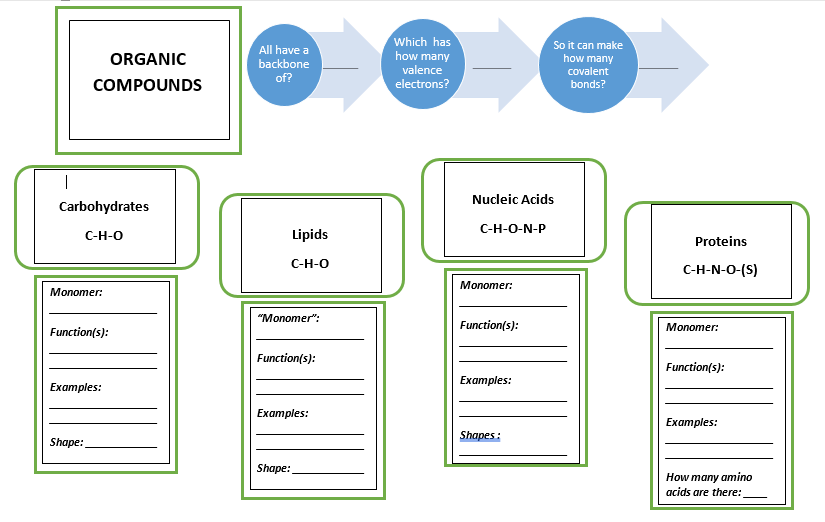 ORGANIC
COMPOUNDS
All have a
backbone
of?
Which has
how many
valence
electrons?
So it can make
how many
covalent
bonds?
Carbohydrates
C-H-O
Monomer:
Function(s):
Examples:
Shape:
Lipids
C-H-O
“Monomer”:
Function(s):
Examples:
Shape:
Nucleic Acids
C-H-O-N-P
Monomer:
Function(s):
Examples:
Shapes :
Proteins
C-H-N-O-(S)
Monomer:
Function(s):
Examples:
How many amino
acids are there: